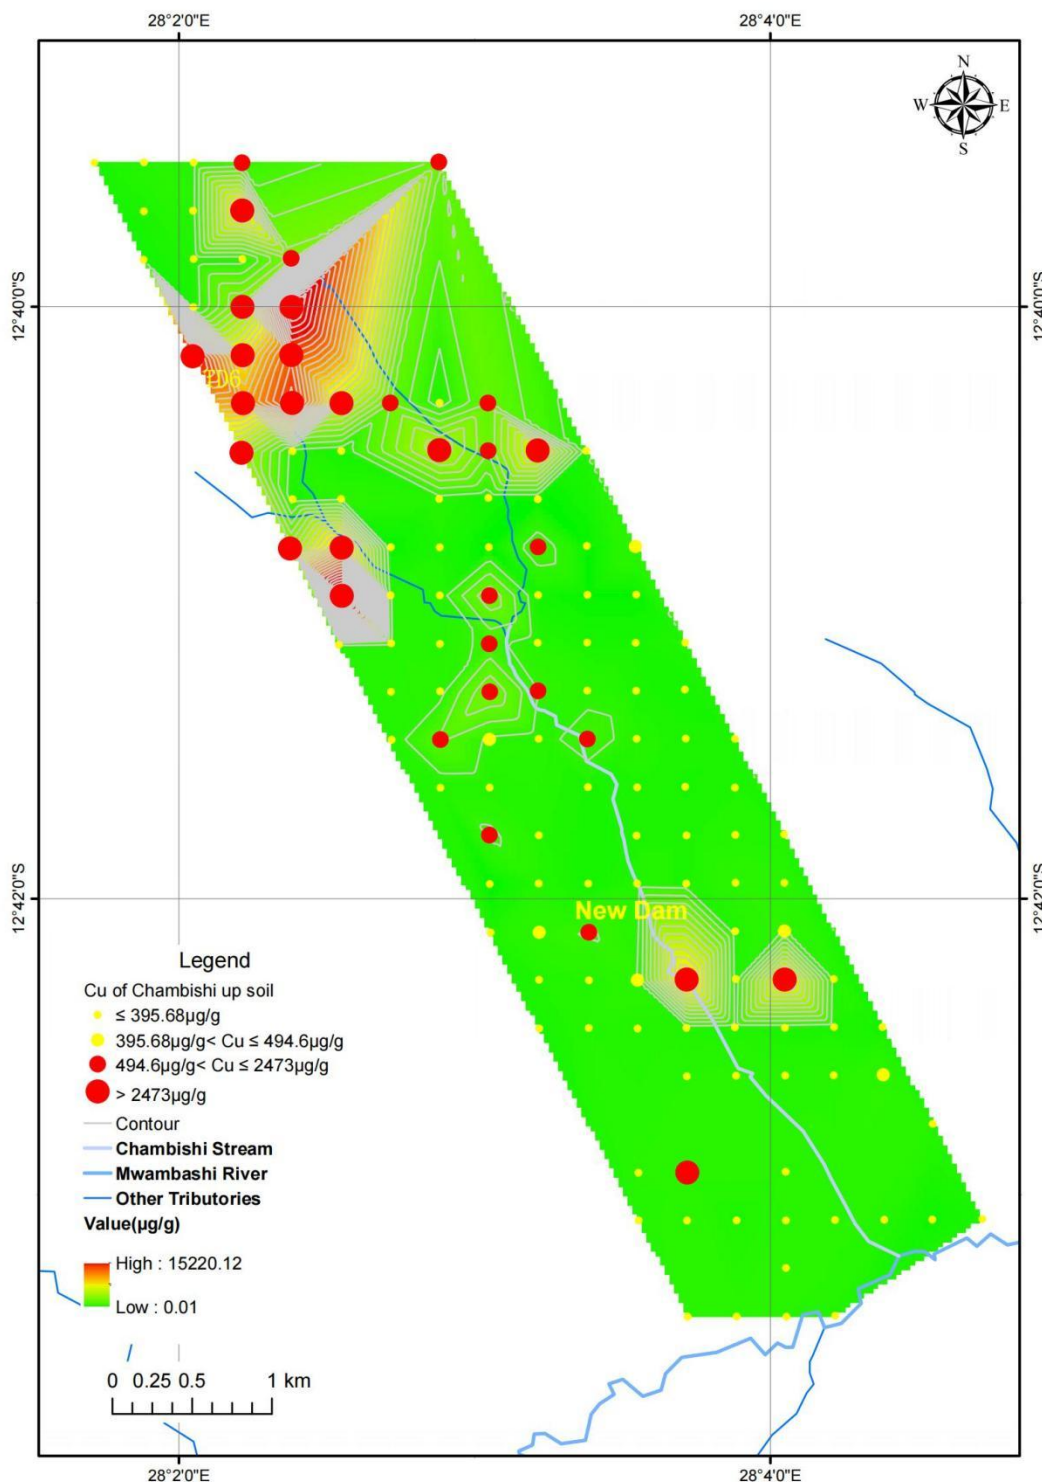 28°2'0"E
28°4'0"E
N
W
E
S
12°40'0"S
12°40'0"S
TD6
12°42'0"S
12°42'0"S
New Dam
Legend
Cu of Chambishi up soil
≤ 395.68µg/g
395.68µg/g< Cu ≤ 494.6µg/g
494.6µg/g< Cu ≤ 2473µg/g
> 2473µg/g
Contour
Chambishi Stream
Mwambashi River
Other Tributories
Value(µg/g)
High : 15220.12
Low : 0.01
0 0.25 0.5 1 km
28°2'0"E
28°4'0"E